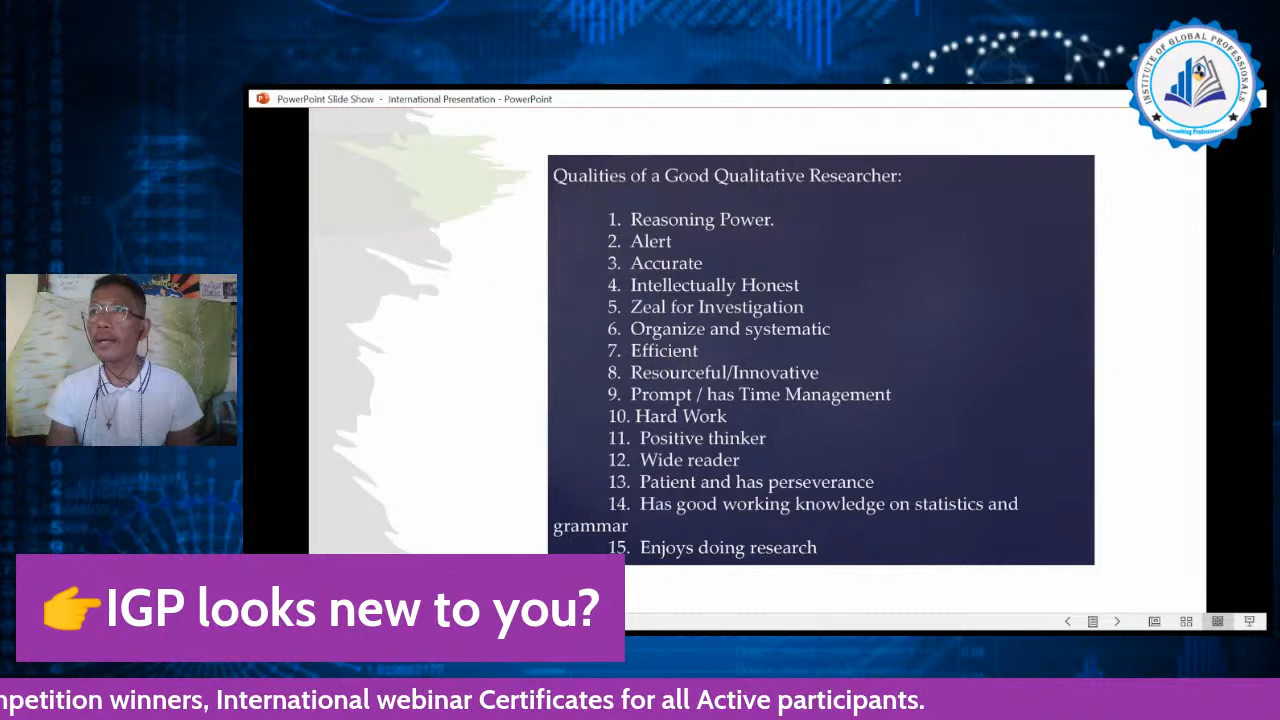 PowerPoint Slide Show - International Presentation - PowerPoint
INSTITUTE OF GLOBAL PROFESSIONALS
Consulting Professionals
Qualities of a Good Qualitative Researcher:
1. Reasoning Power.
2. Alert
3. Accurate
4. Intellectually Honest
5. Zeal for Investigation
6. Organize and systematic
7. Efficient
8. Resourceful/Innovative
9. Prompt / has Time Management
10. Hard Work
11. Positive thinker
12. Wide reader
13. Patient and has perseverance
14. Has good working knowledge on statistics and
grammar
15. Enjoys doing research
👉IGP looks new to you?
mpetition winners, International webinar Certificates for all Active participants.